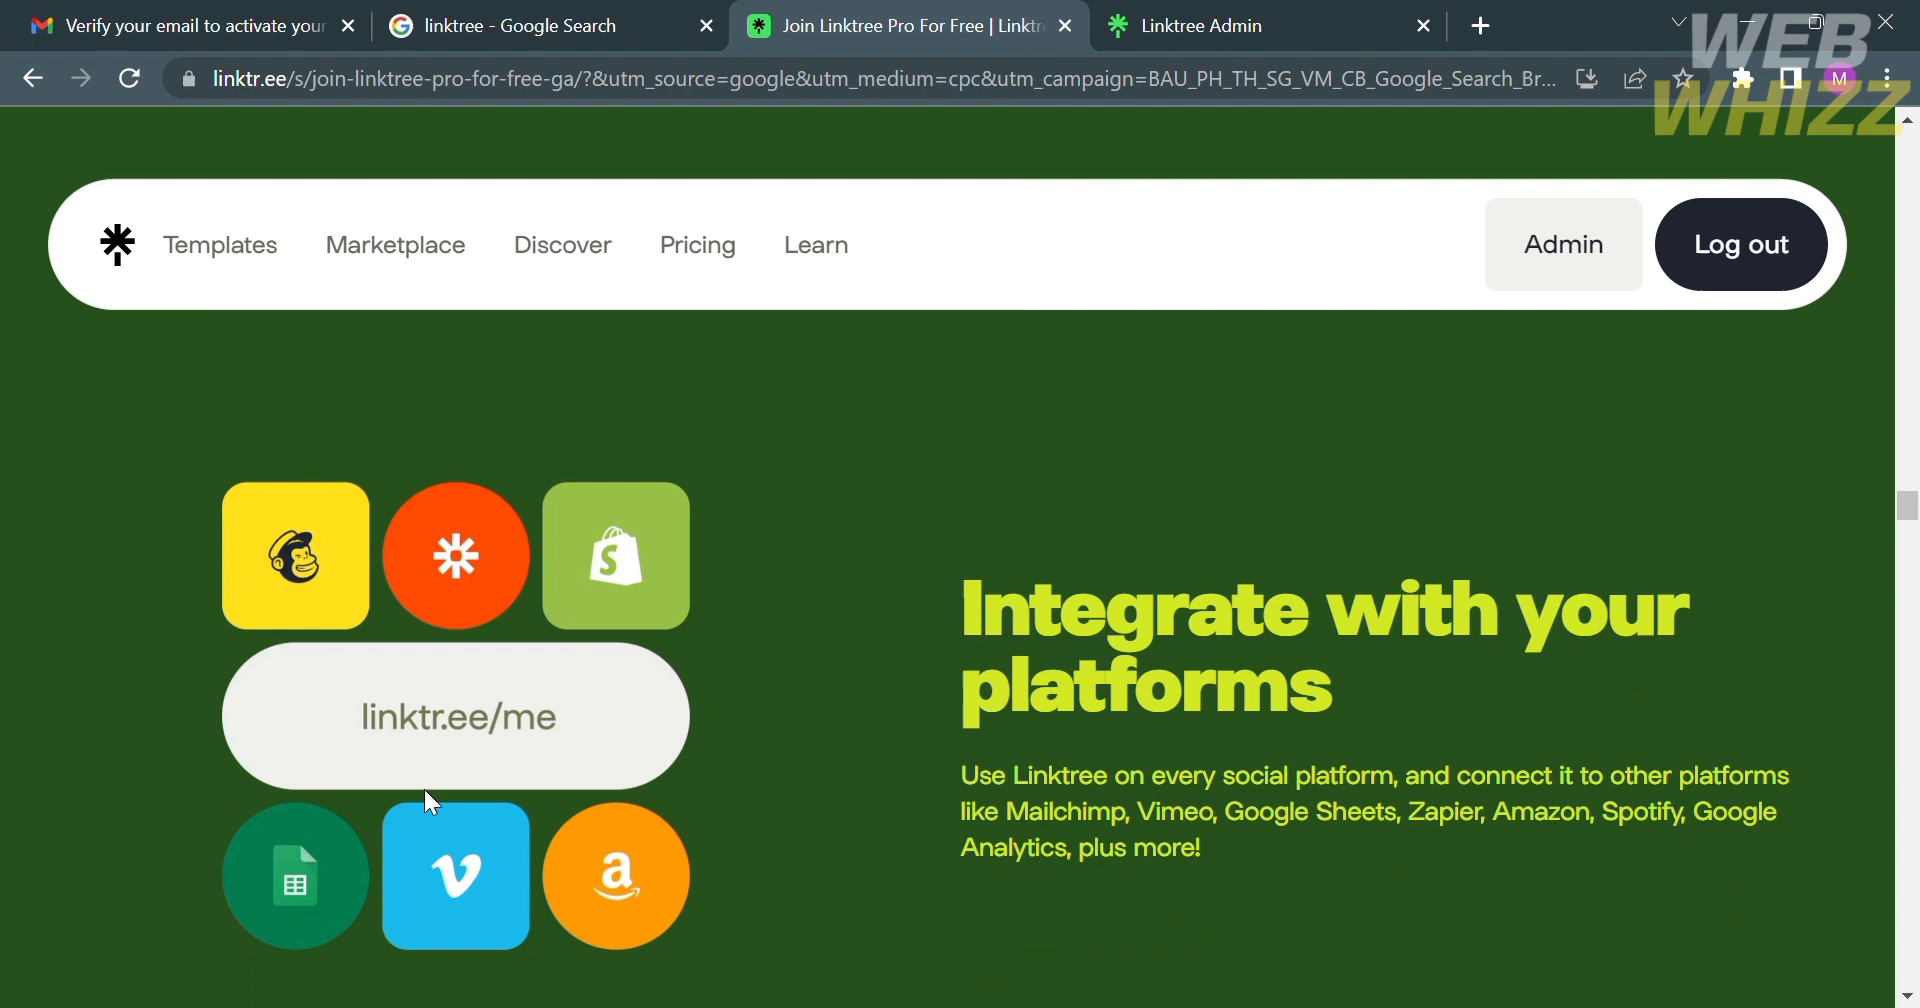 Verify your email to activate your
linktree - Google Search
Join Linktree Pro For Free | Linktr
Linktree Admin
linktr.ee/s/join-linktree-pro-for-free-ga/?&utm_source=google&utm_medium=cpc&utm_campaign=BAU_PH_TH_SG_VM_CB_Google_Search_Br...
M
WEB
WHIZZ
Templates
Marketplace
Discover
Pricing
Learn
Admin
Log out
linktr.ee/me
Integrate with your
platforms
Use Linktree on every social platform, and connect it to other platforms
like Mailchimp, Vimeo, Google Sheets, Zapier, Amazon, Spotify, Google
Analytics, plus more!